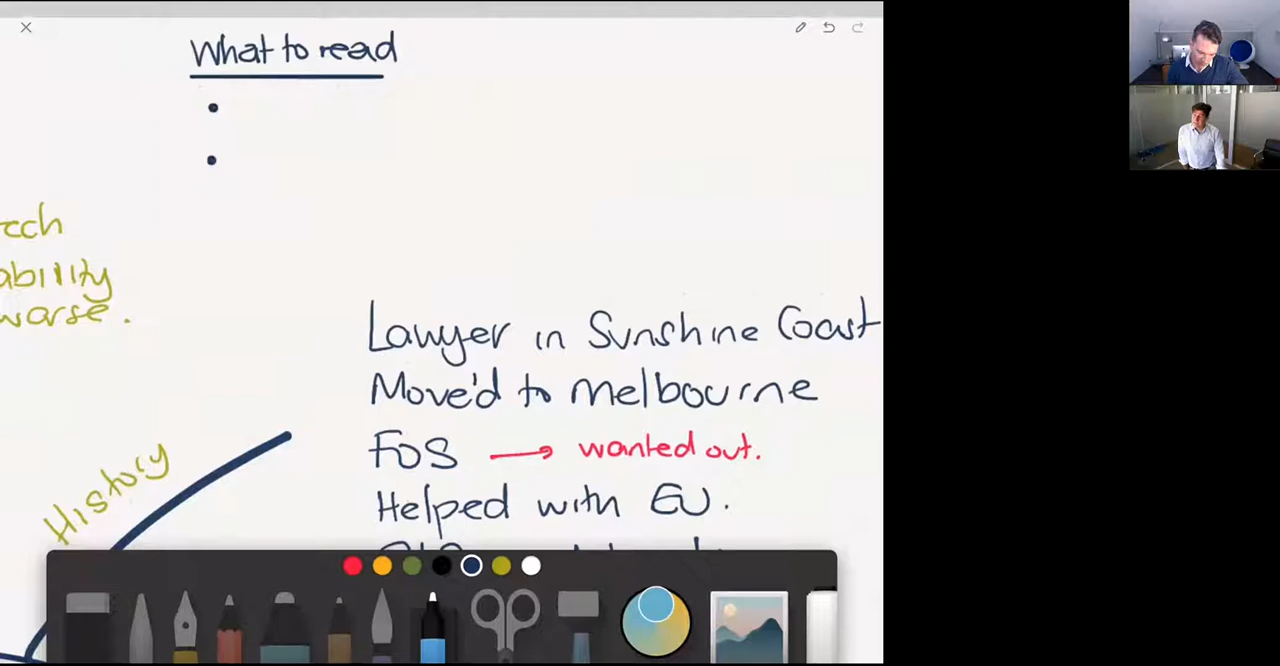 What to read
•
•
ability
worse.
Lawyer in Sunshine Coast
Move'd to Melbourne
FOS → wanted out.
History
Helped with EU.